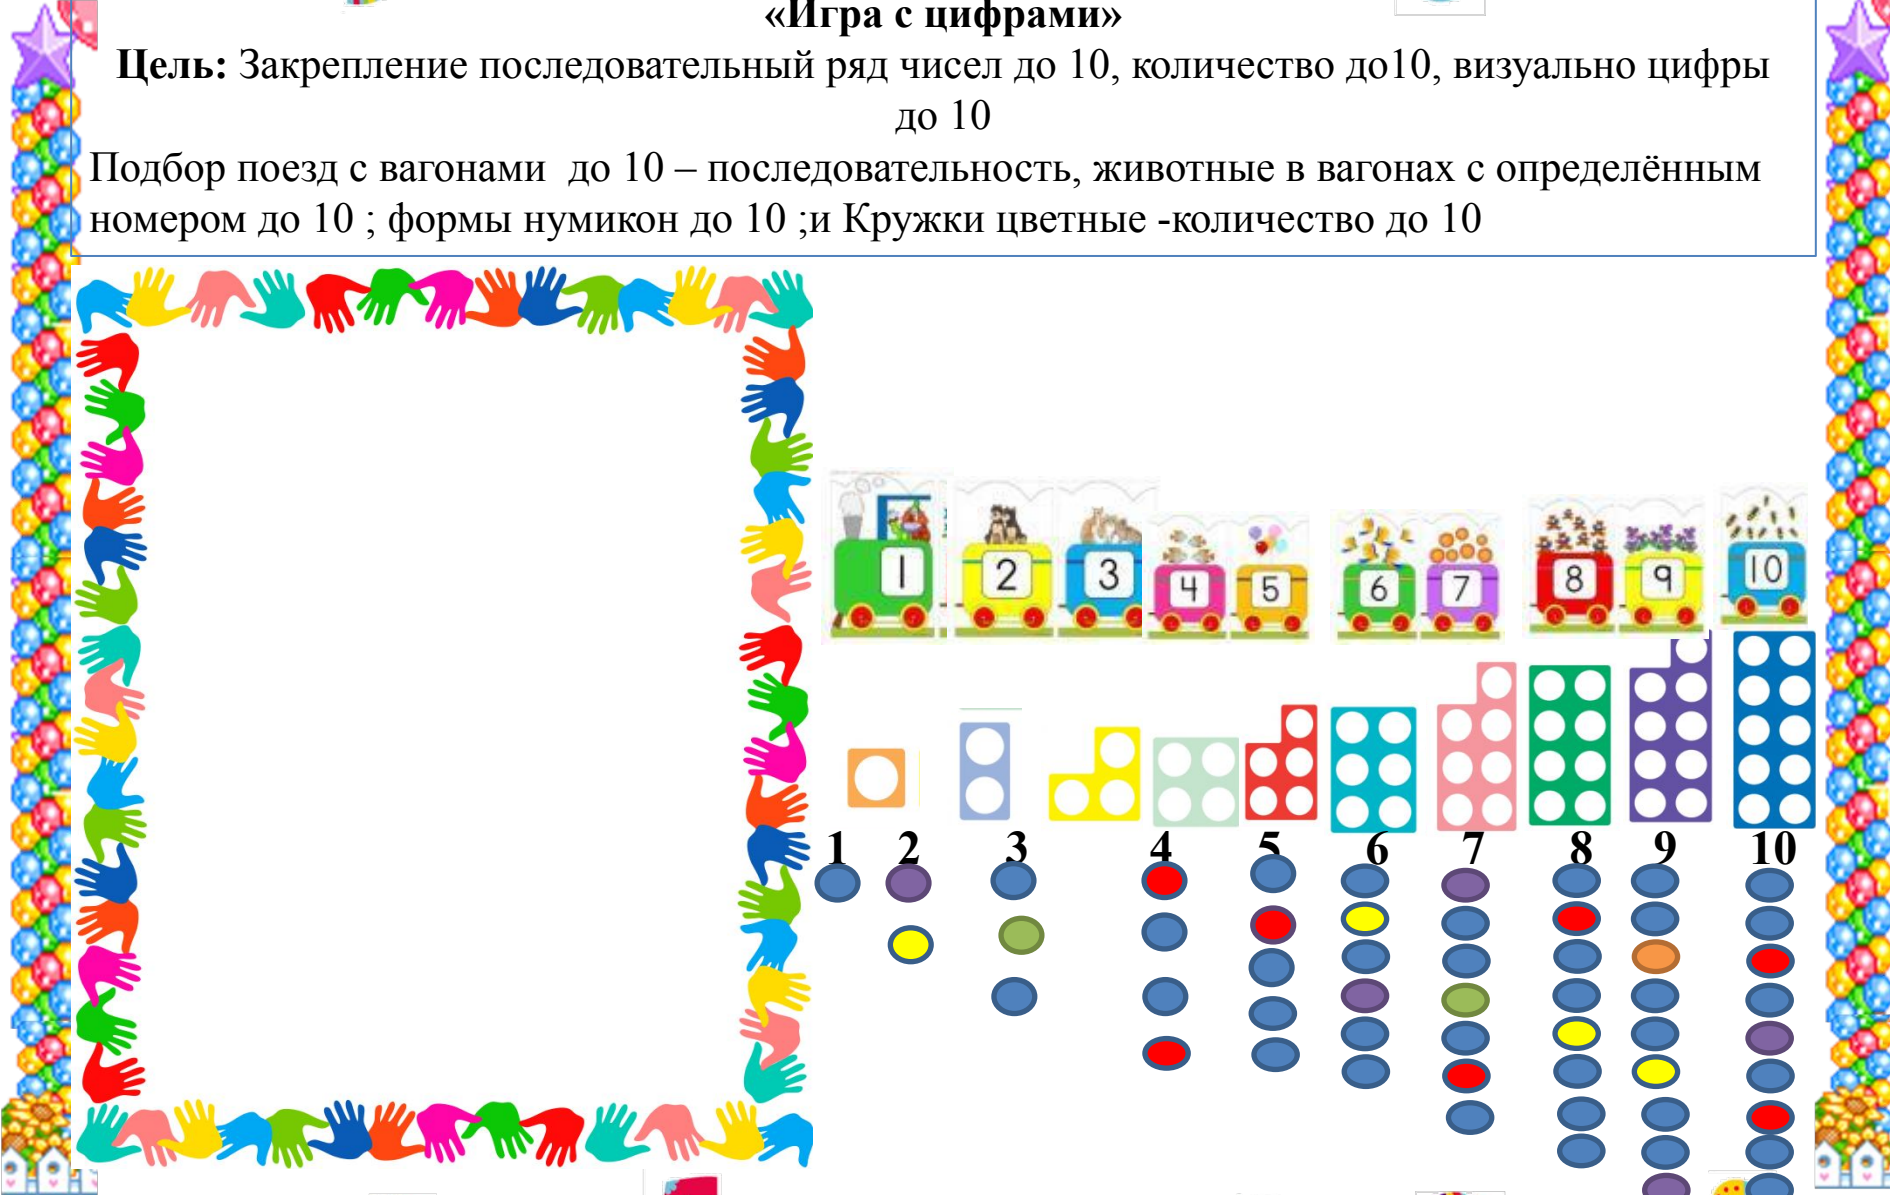 «Игра с цифрами»
Цель: Закрепление последовательный ряд чисел до 10, количество до10, визуально цифры
до 10
Подбор поезд с вагонами до 10 – последовательность, животные в вагонах с определённым
номером до 10 ; формы нумикон до 10 ;и Кружки цветные -количество до 10
1 2 3 4 5 6 7 8 9 10
1 2 3 4 5 6 7 8 9 10